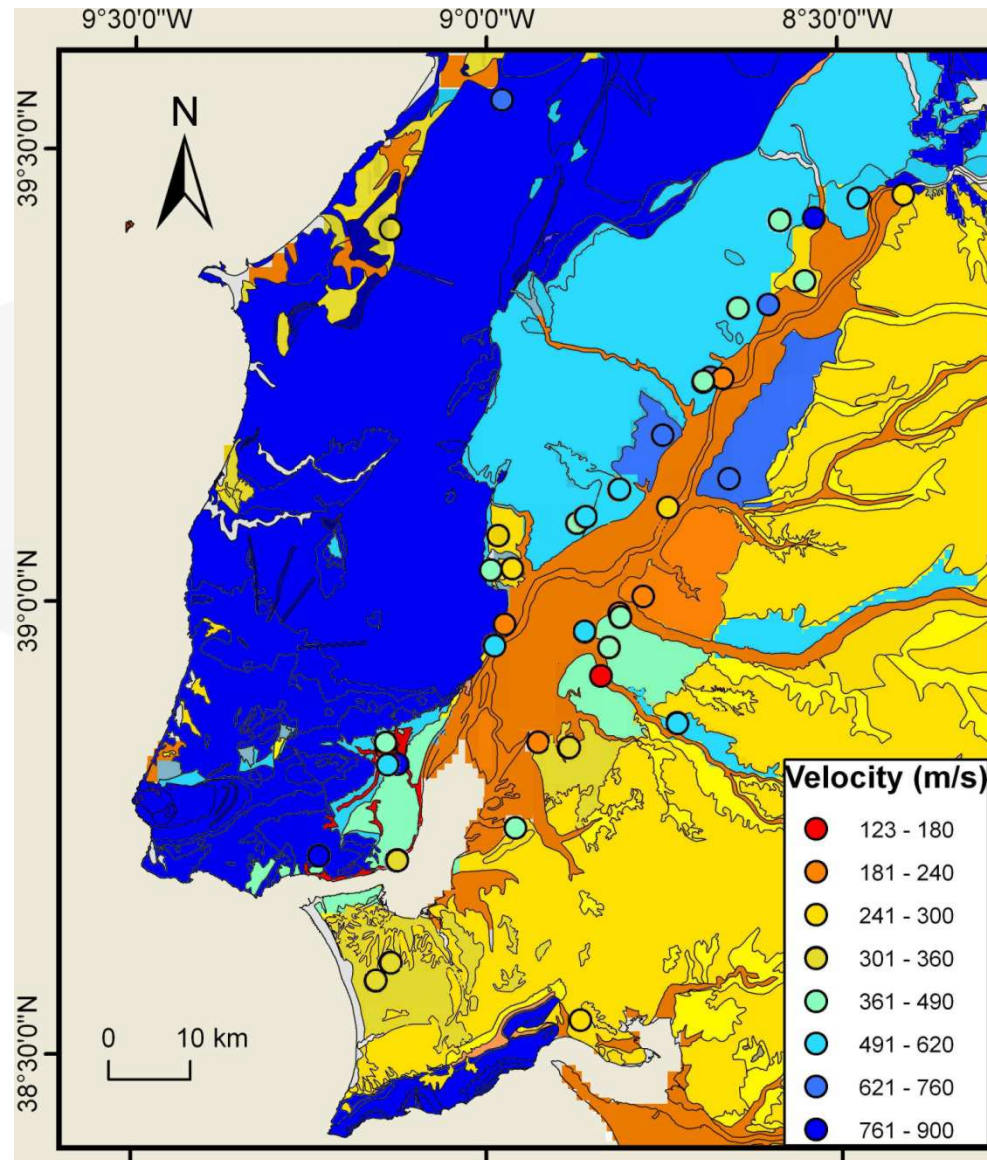 9°30'0"W 9°0'0"W 8°30'0"W
N
39°30'0"N
39°0'0"N
38°30'0"N
0 10 km
Velocity (m/s)
123 - 180
181 - 240
241 - 300
301 - 360
361 - 490
491 - 620
621 - 760
761 - 900